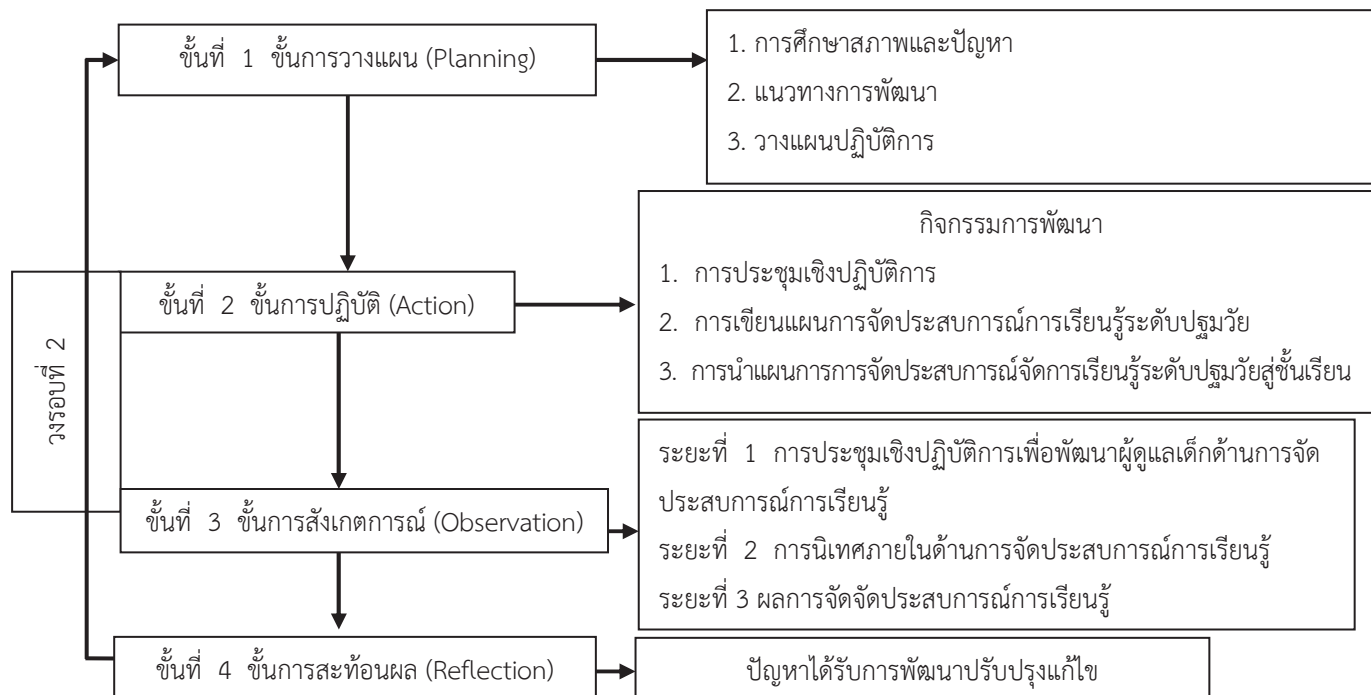 ขั้นที่ 1 ขั้นการวางแผน (Planning)
1. การศึกษาสภาพและปัญหา
2. แนวทางการพัฒนา
3. วางแผนปฏิบัติการ
วงรอบที่ 2
ขั้นที่ 2 ขั้นการปฏิบัติ (Action)
กิจกรรมการพัฒนา
1. การประชุมเชิงปฏิบัติการ
2. การเขียนแผนการจัดประสบการณ์การเรียนรู้ระดับปฐมวัย
3. การนำแผนการการจัดประสบการณ์จัดการเรียนรู้ระดับปฐมวัยสู่ชั้นเรียน
ขั้นที่ 3 ขั้นการสังเกตการณ์ (Observation)
ระยะที่ 1 การประชุมเชิงปฏิบัติการเพื่อพัฒนาผู้ดูแลเด็กด้านการจัด
ประสบการณ์การเรียนรู้
ระยะที่ 2 การนิเทศภายในด้านการจัดประสบการณ์การเรียนรู้
ระยะที่ 3 ผลการจัดจัดประสบการณ์การเรียนรู้
ขั้นที่ 4 ขั้นการสะท้อนผล (Reflection)
ปัญหาได้รับการพัฒนาปรับปรุงแก้ไข